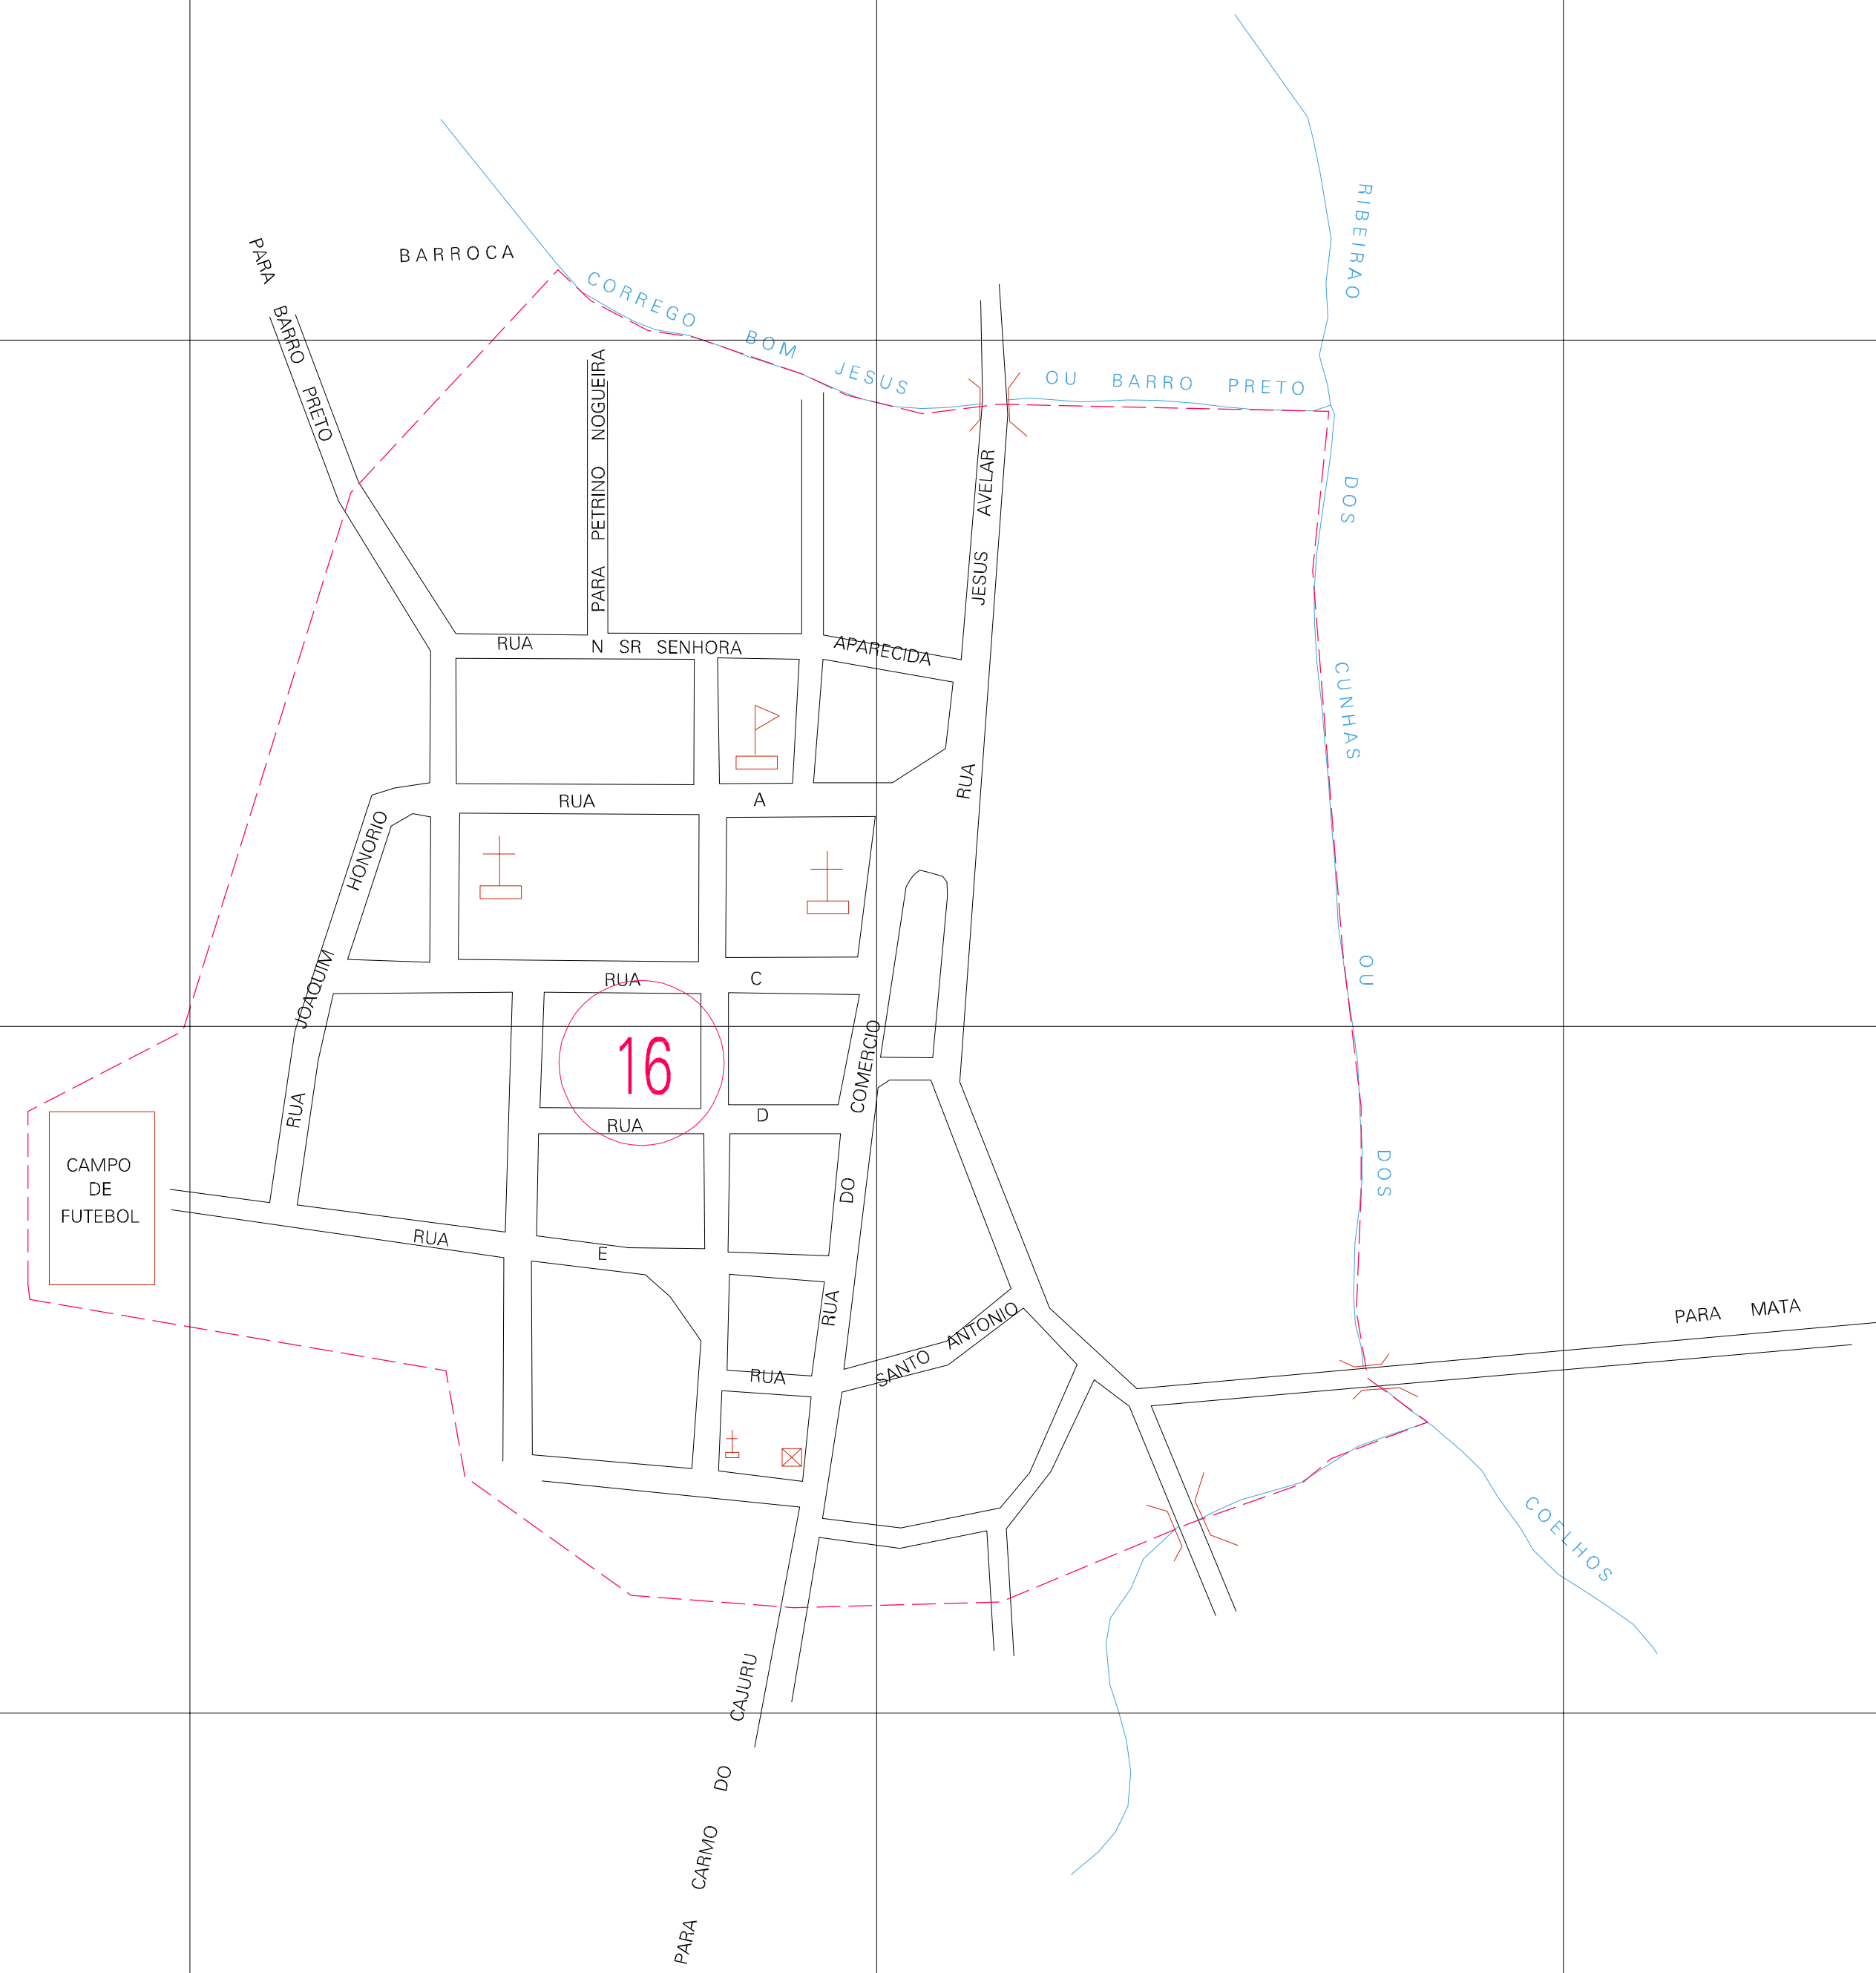 RIBEIRAO DOS CUNHAS OU DOS COELHOS
BARROCA
PARA BARRO PRETO
CORREGO BOM JESUS OU BARRO PRETO
PARA PETRINO NOGUEIRA
RUA JESUS AVELAR
RUA N SR SENHORA APARECIDA
RUA A
RUA JOAQUIM HONORIO
RUA C
16
RUA DO COMERCIO
RUA D
CAMPO
DE
FUTEBOL
RUA E
PARA MATA
RUA SANTO ANTONIO
PARA CARMO DO CAJURU